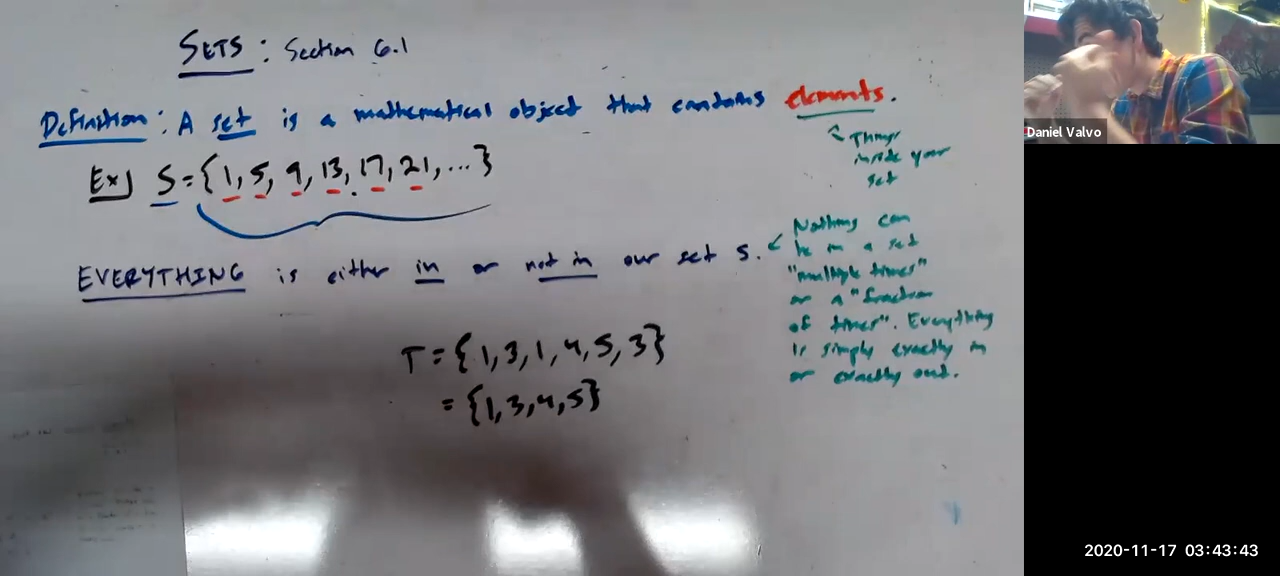 SETS: Section 6.1
Definition: A set is a mathematical object that contains elements.
↖ Things
inside your
set
Ex] S = {1, 5, 9, 13, 17, 21, ...}
EVERYTHING is either in or not in our set S.
← Nothing can
be in a set
"multiple times"
or a "fraction
of times". Everything
is simply exactly in
or exactly out.
T = {1, 3, 1, 4, 5, 3}
= {1, 3, 4, 5}
Daniel Valvo
2020-11-17 03:43:43